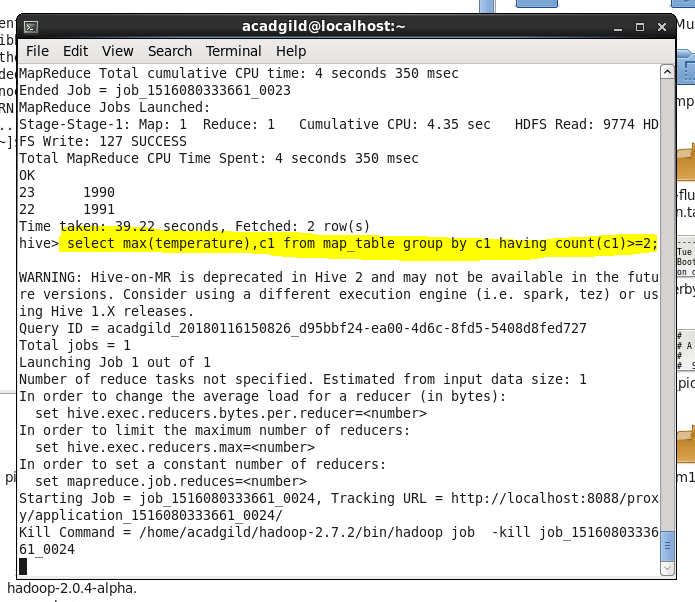 acadgild@localhost:~
File Edit View Search Terminal Help
MapReduce Total cumulative CPU time: 4 seconds 350 msec
Ended Job = job_1516080333661_0023
MapReduce Jobs Launched:
Stage-Stage-1: Map: 1  Reduce: 1   Cumulative CPU: 4.35 sec   HDFS Read: 9774 HD
FS Write: 127 SUCCESS
Total MapReduce CPU Time Spent: 4 seconds 350 msec
OK
23      1990
22      1991
Time taken: 39.22 seconds, Fetched: 2 row(s)
hive> select max(temperature),c1 from map_table group by c1 having count(c1)>=2;
WARNING: Hive-on-MR is deprecated in Hive 2 and may not be available in the futu
re versions. Consider using a different execution engine (i.e. spark, tez) or us
ing Hive 1.X releases.
Query ID = acadgild_20180116150826_d95bbf24-ea00-4d6c-8fd5-5408d8fed727
Total jobs = 1
Launching Job 1 out of 1
Number of reduce tasks not specified. Estimated from input data size: 1
In order to change the average load for a reducer (in bytes):
  set hive.exec.reducers.bytes.per.reducer=<number>
In order to limit the maximum number of reducers:
  set hive.exec.reducers.max=<number>
In order to set a constant number of reducers:
  set mapreduce.job.reduces=<number>
Starting Job = job_1516080333661_0024, Tracking URL = http://localhost:8088/prox
y/application_1516080333661_0024/
Kill Command = /home/acadgild/hadoop-2.7.2/bin/hadoop job  -kill job_15160803336
61_0024
hadoop-2.0.4-alpha.